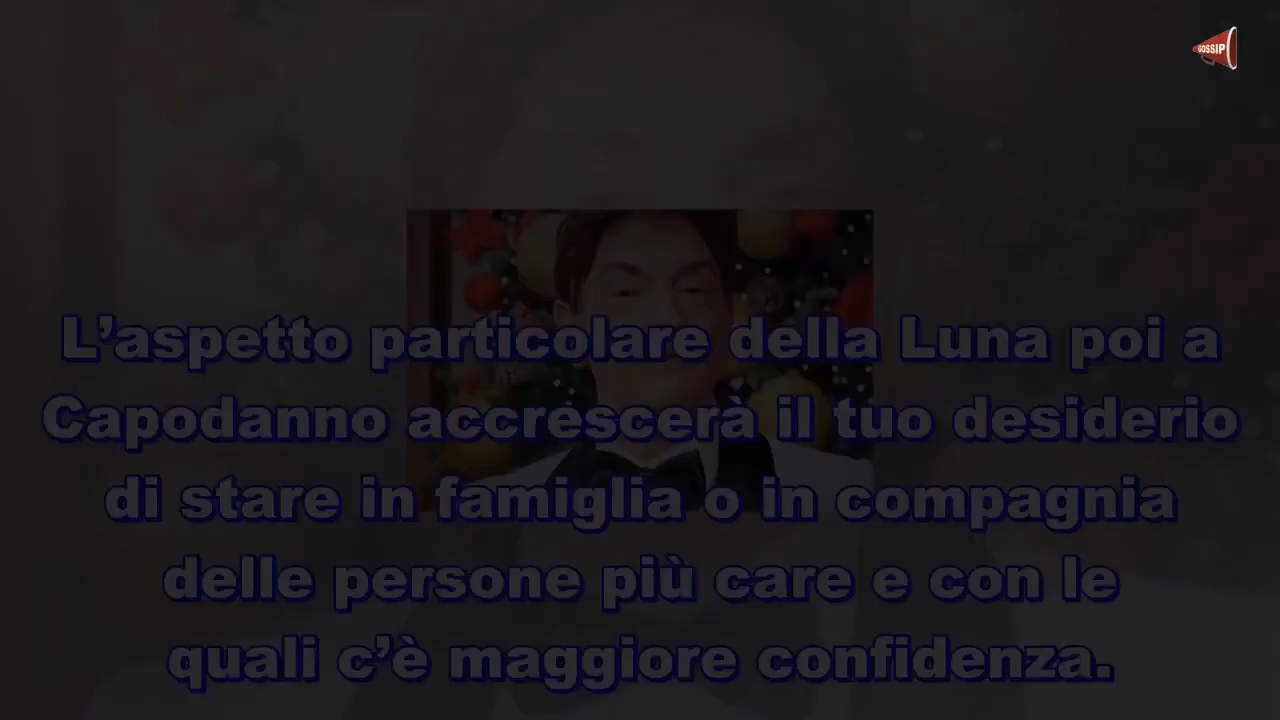 GOSSIP
L’aspetto particolare della Luna poi a
Capodanno accrescerà il tuo desiderio
di stare in famiglia o in compagnia
delle persone più care e con le
quali c’è maggiore confidenza.